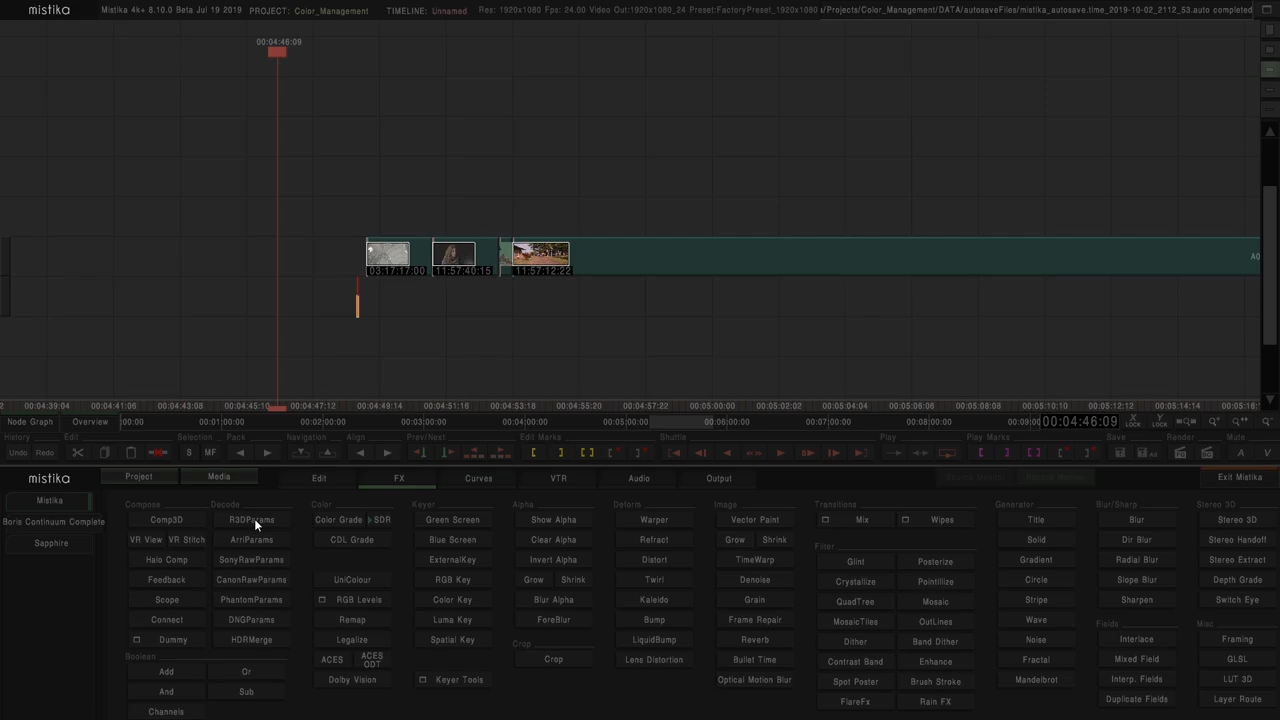 mistika Mistika 4k+ 8.10.0 Beta Jul 19 2019 PROJECT: Color_Management TIMELINE: Unnamed Res: 1920x1080 Fps: 24.00 Video Out:1920x1080_24 Preset:FactoryPreset_1920x1080 /Projects/Color_Management/DATA/autosaveFiles/mistika_autosave.time_2019-10-02_2112_53.auto completed
00:04:46:09
03:17:17:00 11:57:40:15 11:57:12:22 A0
00:04:39:04 00:04:41:06 00:04:43:08 00:04:45:10 00:04:47:12 00:04:49:14 00:04:51:16 00:04:53:18 00:04:55:20 00:04:57:22 00:05:00:00 00:05:02:02 00:05:04:04 00:05:06:06 00:05:08:08 00:05:10:10 00:05:12:12 00:05:14:14 00:05:16:
Node Graph Overview :00:00 00:01:00:00 00:02:00:00 00:03:00:00 00:04:00:00 00:05:00:00 00:07:00:00 00:08:00:00 00:09: 00:04:46:09 X LOCK Y LOCK
History Edit Selection Pack Navigation Align Prev/Next Edit Marks Shuttle Play Play Marks Save Render Mute
Undo Redo S MF All A V
mistika Project Media Edit FX Curves VTR Audio Output Exit Mistika
Mistika
Boris Continuum Complete
Sapphire
Compose
Comp3D
VR View VR Stitch
Halo Comp
Feedback
Scope
Connect
Dummy
Boolean
Add Or
And Sub
Channels
Decode
R3DParams
ArriParams
SonyRawParams
CanonRawParams
PhantomParams
DNGParams
HDRMerge
Color
Color Grade SDR
CDL Grade
UniColour
RGB Levels
Remap
Legalize
ACES ACES ODT
Dolby Vision
Keyer
Green Screen
Blue Screen
ExternalKey
RGB Key
Color Key
Luma Key
Spatial Key
Keyer Tools
Alpha
Show Alpha
Clear Alpha
Invert Alpha
Grow Shrink
Blur Alpha
ForeBlur
Crop
Crop
Deform
Warper
Refract
Distort
Twirl
Kaleido
Bump
LiquidBump
Lens Distortion
Image
Vector Paint
Grow Shrink
TimeWarp
Denoise
Grain
Frame Repair
Reverb
Bullet Time
Optical Motion Blur
Transitions
Mix Wipes
Filter
Glint Posterize
Crystallize Pointillize
QuadTree Mosaic
MosaicTiles OutLines
Dither Band Dither
Contrast Band Enhance
Spot Poster Brush Stroke
FlareFx Rain FX
Generator
Title
Solid
Gradient
Circle
Stripe
Wave
Noise
Fractal
Mandelbrot
Blur/Sharp
Blur
Dir Blur
Radial Blur
Slope Blur
Sharpen
Fields
Interlace
Mixed Field
Interp. Fields
Duplicate Fields
Stereo 3D
Stereo 3D
Stereo Handoff
Stereo Extract
Depth Grade
Switch Eye
Misc
Framing
GLSL
LUT 3D
Layer Route